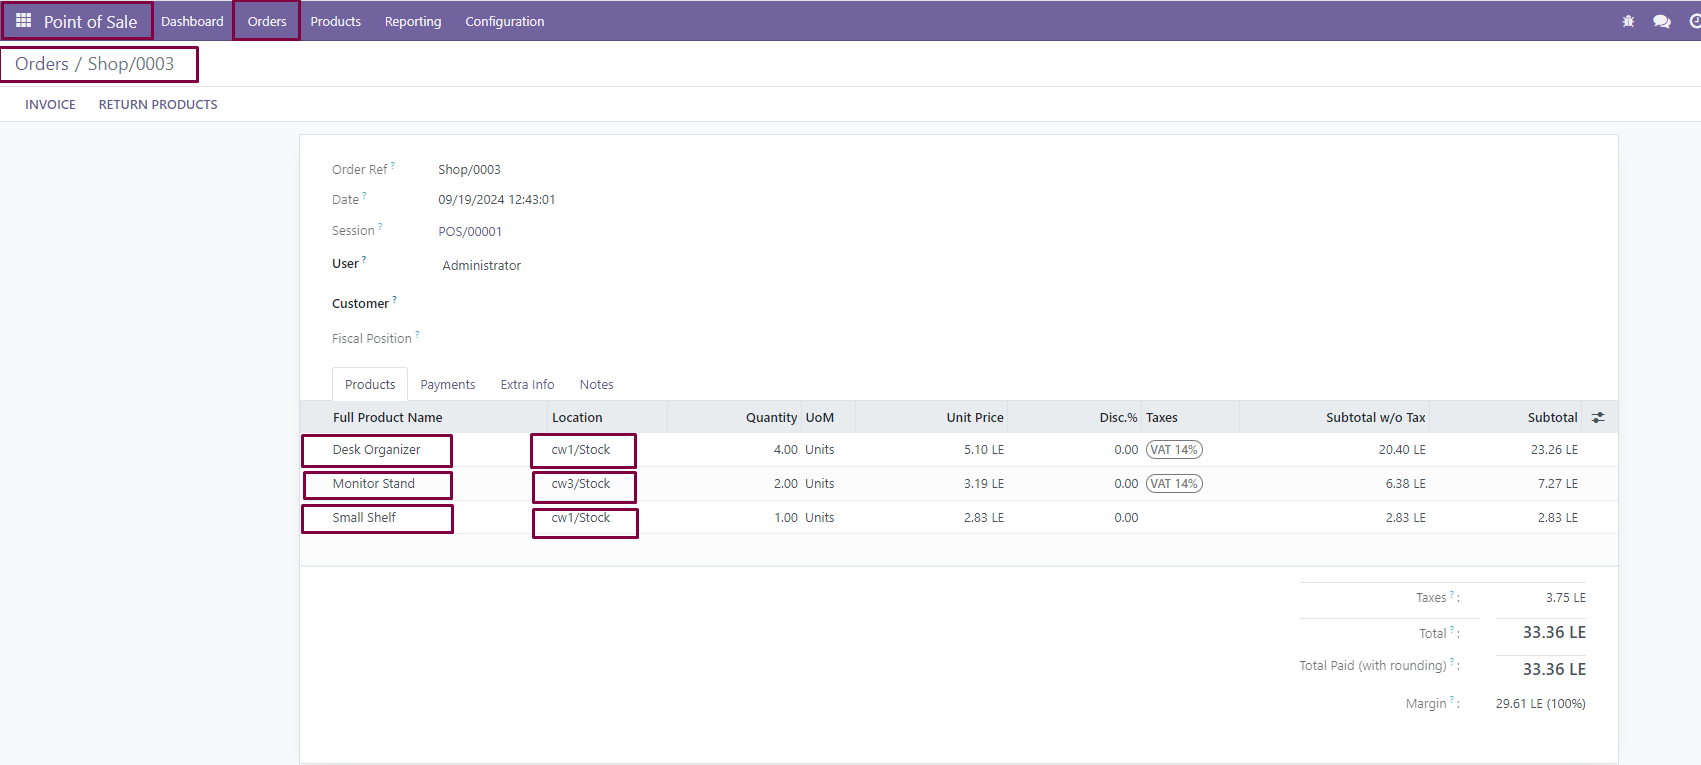 Point of Sale Dashboard Orders Products Reporting Configuration
Orders / Shop/0003
INVOICE RETURN PRODUCTS
Order Ref ? Shop/0003
Date ? 09/19/2024 12:43:01
Session ? POS/00001
User ? Administrator
Customer ?
Fiscal Position ?
Products Payments Extra Info Notes
Full Product Name Location Quantity UoM Unit Price Disc.% Taxes Subtotal w/o Tax Subtotal
Desk Organizer cw1/Stock 4.00 Units 5.10 LE 0.00 VAT 14% 20.40 LE 23.26 LE
Monitor Stand cw3/Stock 2.00 Units 3.19 LE 0.00 VAT 14% 6.38 LE 7.27 LE
Small Shelf cw1/Stock 1.00 Units 2.83 LE 0.00 2.83 LE 2.83 LE
Taxes ? : 3.75 LE
Total ? : 33.36 LE
Total Paid (with rounding) ? : 33.36 LE
Margin ? : 29.61 LE (100%)